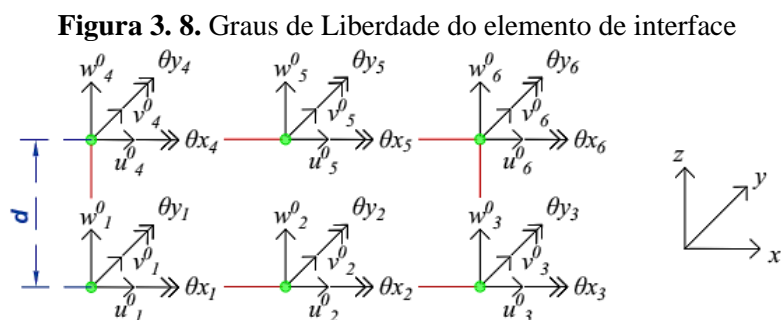 Figura 3. 8. Graus de Liberdade do elemento de interface
w⁰₄ θy₄ w⁰₅ θy₅ w⁰₆ θy₆
v⁰₄ v⁰₅ v⁰₆
θx₄ θx₅ θx₆
u⁰₄ u⁰₅ u⁰₆
z
y
x
d
w⁰₁ θy₁ w⁰₂ θy₂ w⁰₃ θy₃
v⁰₁ v⁰₂ v⁰₃
θx₁ θx₂ θx₃
u⁰₁ u⁰₂ u⁰₃